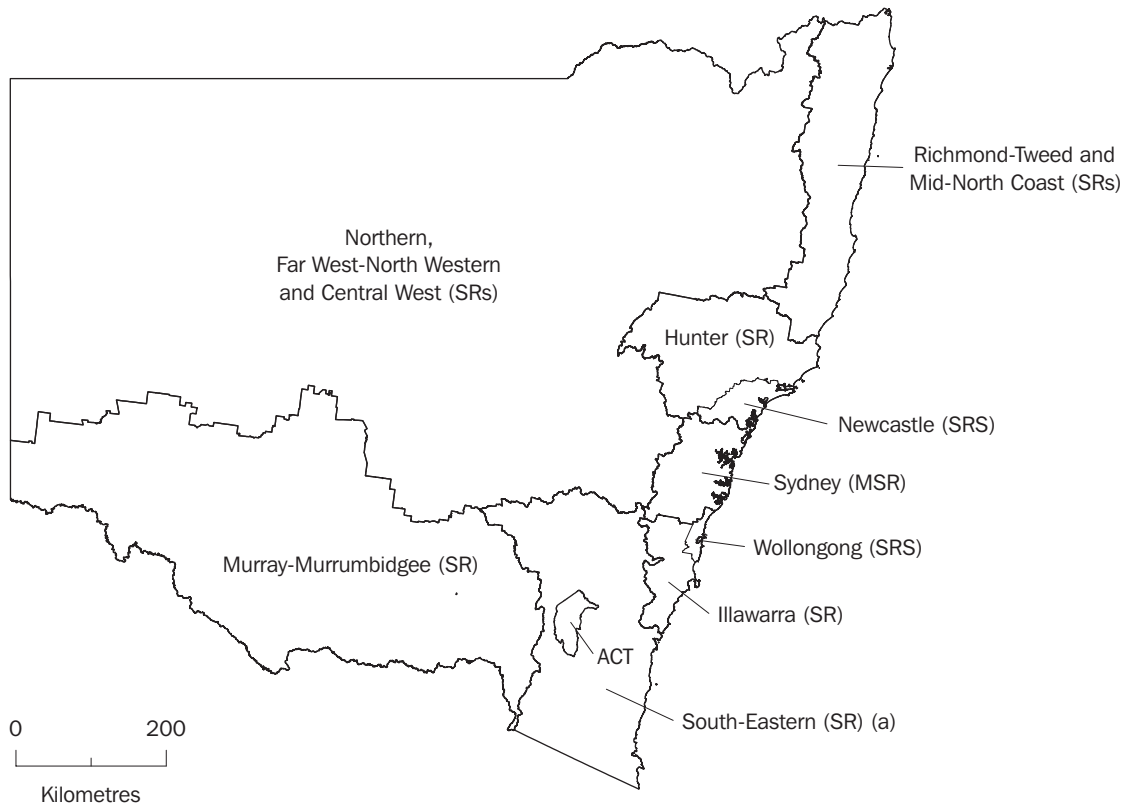 Richmond-Tweed and
Mid-North Coast (SRs)
Northern,
Far West-North Western
and Central West (SRs)
Hunter (SR)
Newcastle (SRS)
Sydney (MSR)
Wollongong (SRS)
Murray-Murrumbidgee (SR)
Illawarra (SR)
ACT
South-Eastern (SR) (a)
0 200
Kilometres